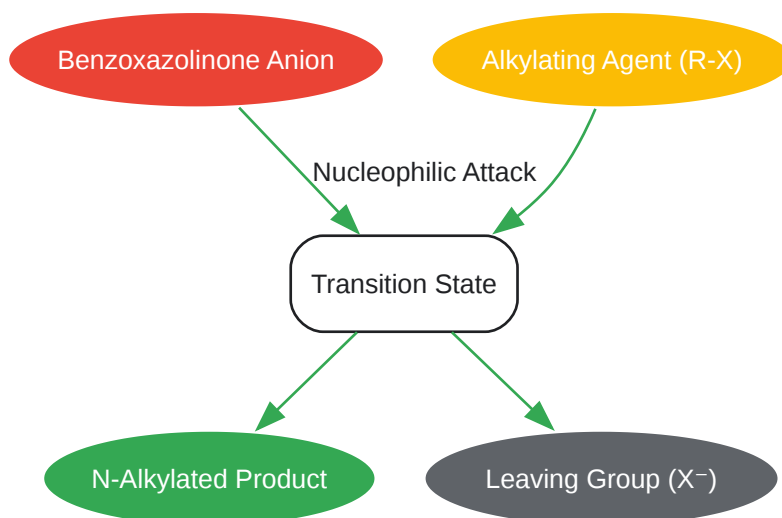 Benzoxazolinone Anion
Alkylating Agent (R-X)
Nucleophilic Attack
Transition State
N-Alkylated Product
Leaving Group (X⁻)